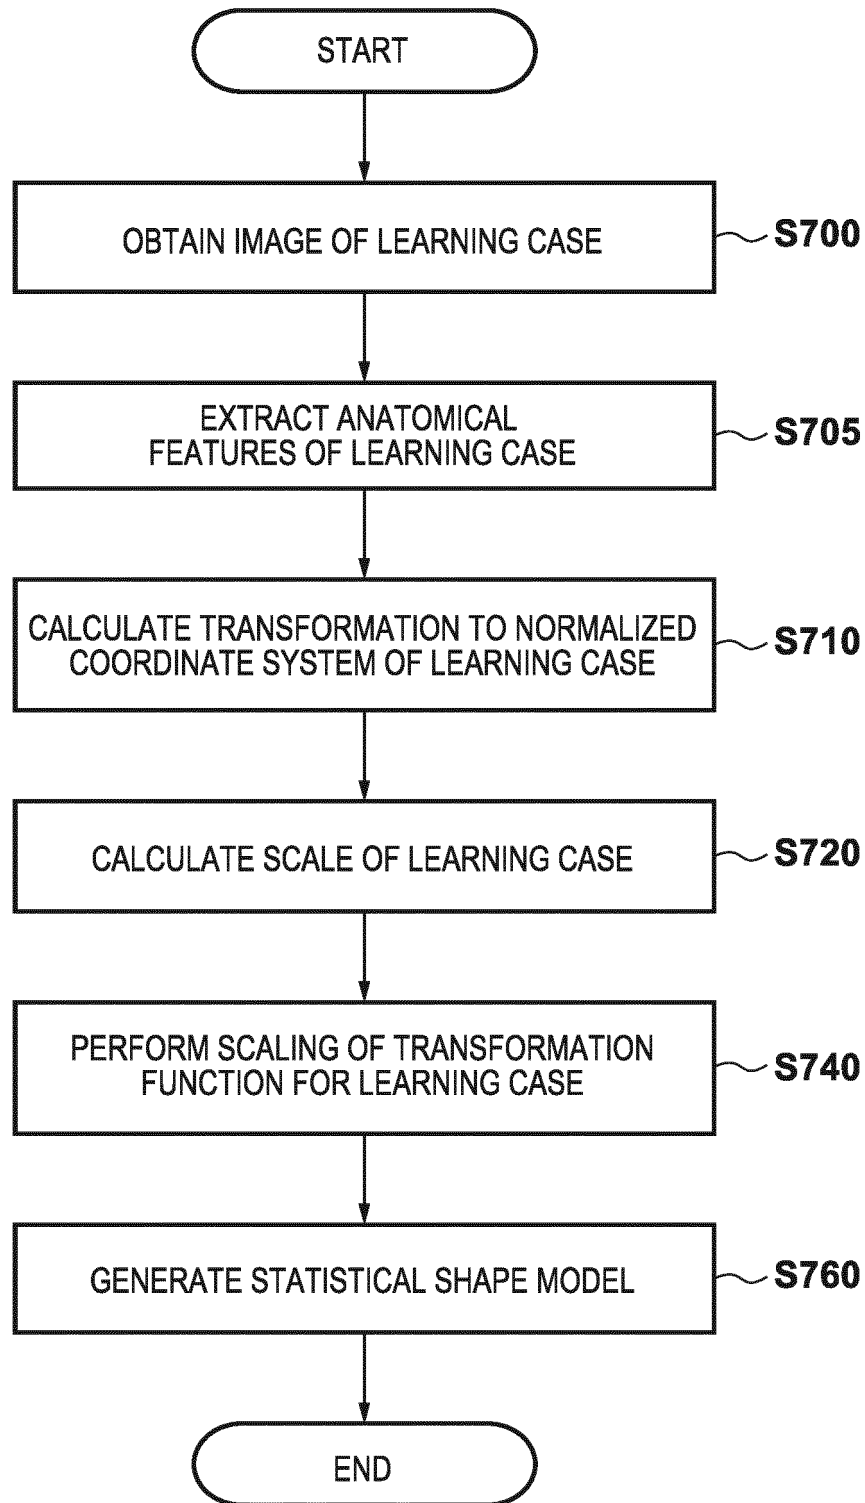 START
OBTAIN IMAGE OF LEARNING CASE
S700
EXTRACT ANATOMICAL
FEATURES OF LEARNING CASE
S705
CALCULATE TRANSFORMATION TO NORMALIZED
COORDINATE SYSTEM OF LEARNING CASE
S710
CALCULATE SCALE OF LEARNING CASE
S720
PERFORM SCALING OF TRANSFORMATION
FUNCTION FOR LEARNING CASE
S740
GENERATE STATISTICAL SHAPE MODEL
S760
END